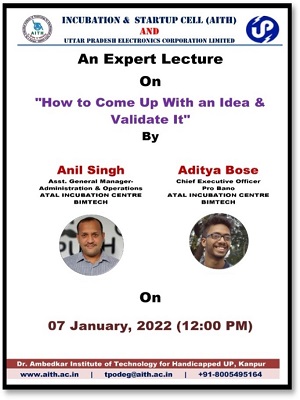 INCUBATION & STARTUP CELL (AITH)
AND
UTTAR PRADESH ELECTRONICS CORPORATION LIMITED
An Expert Lecture
On
"How to Come Up With an Idea &
Validate It"
By
Anil Singh
Asst. General Manager-
Administration & Operations
ATAL INCUBATION CENTRE
BIMTECH
Aditya Bose
Chief Executive Officer
Pro Bano
ATAL INCUBATION CENTRE
BIMTECH
On
07 January, 2022 (12:00 PM)
Dr. Ambedkar Institute of Technology for Handicapped UP, Kanpur
www.aith.ac.in | tpodeg@aith.ac.in | +91-8005495164